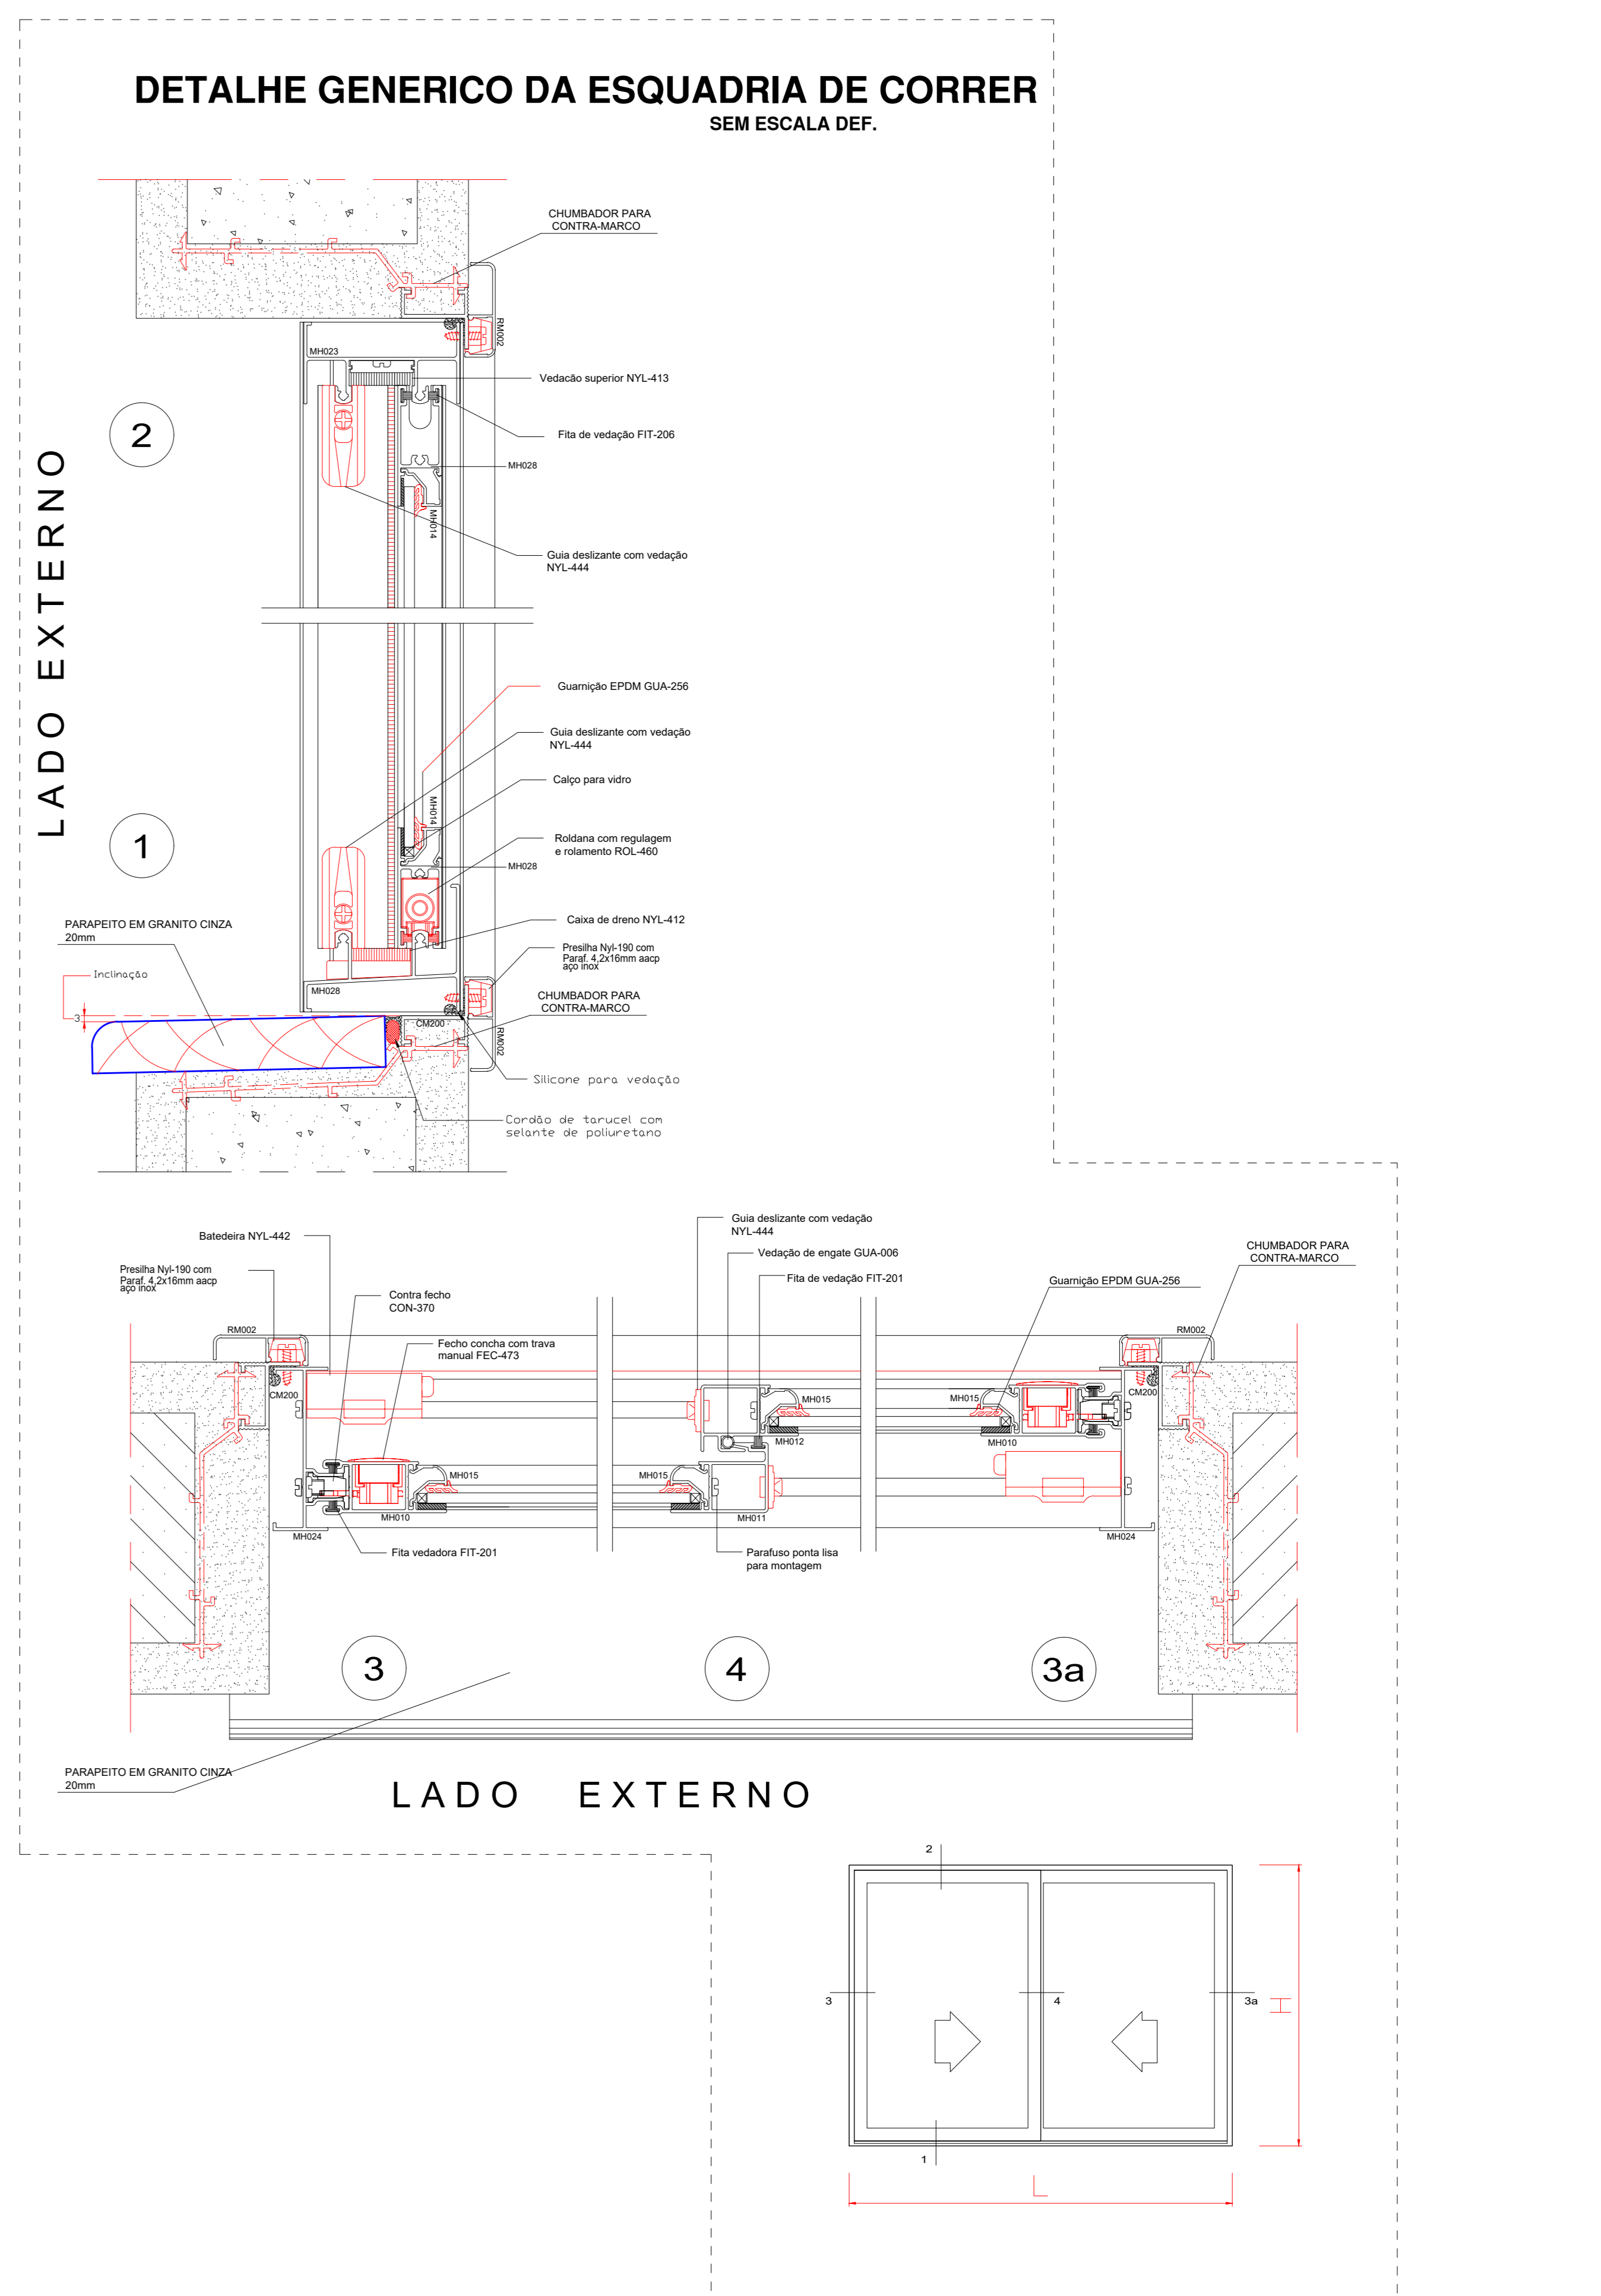 DETALHE GENERICO DA ESQUADRIA DE CORRER
SEM ESCALA DEF.
CHUMBADOR PARA
CONTRA-MARCO
RM002
MH023
Vedacão superior NYL-413
2
Fita de vedação FIT-206
MH028
MH014
LADO EXTERNO
Guia deslizante com vedação
NYL-444
Guarnição EPDM GUA-256
Guia deslizante com vedação
NYL-444
Calço para vidro
MH014
1
Roldana com regulagem
e rolamento ROL-460
MH028
Caixa de dreno NYL-412
PARAPEITO EM GRANITO CINZA
20mm
Presilha Nyl-190 com
Paraf. 4,2x16mm aacp
aço inox
Inclinação
MH028
CHUMBADOR PARA
CONTRA-MARCO
3
CM200
RM002
Silicone para vedação
Cordão de tarucel com
selante de poliuretano
Guia deslizante com vedação
NYL-444
Batedeira NYL-442
Vedação de engate GUA-006
CHUMBADOR PARA
CONTRA-MARCO
Presilha Nyl-190 com
Paraf. 4,2x16mm aacp
aço inox
Fita de vedação FIT-201
Guarnição EPDM GUA-256
Contra fecho
CON-370
RM002
RM002
Fecho concha com trava
manual FEC-473
CM200
MH015
MH015
CM200
MH012
MH010
MH015
MH015
MH010
MH011
MH024
MH024
Fita vedadora FIT-201
Parafuso ponta lisa
para montagem
3
4
3a
PARAPEITO EM GRANITO CINZA
20mm
LADO EXTERNO
2
3
4
3a
H
1
L